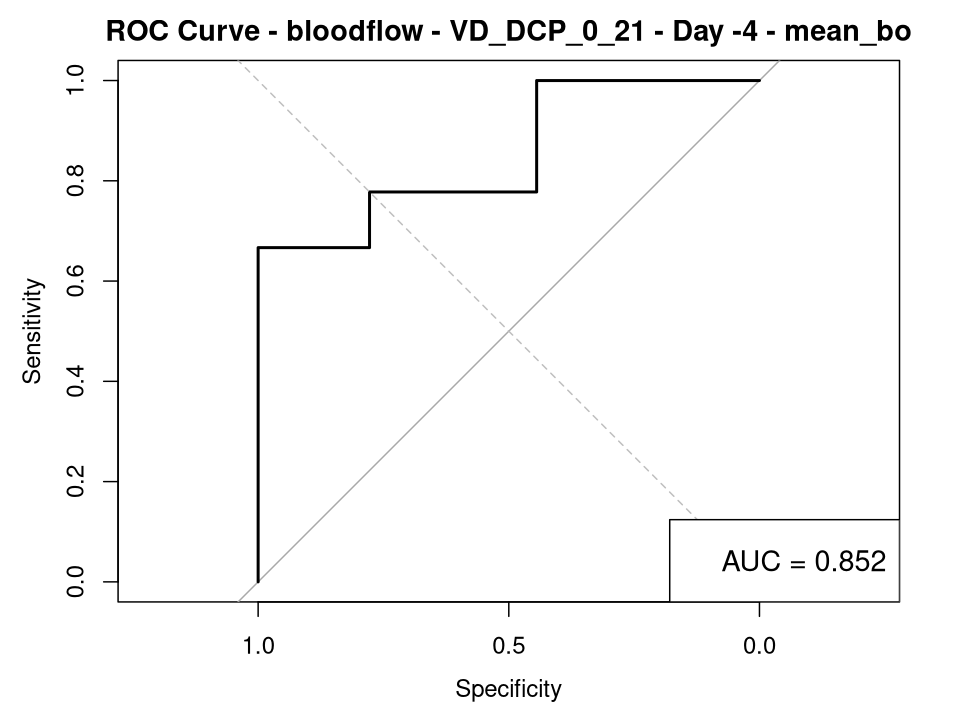 ROC Curve - bloodflow - VD_DCP_0_21 - Day -4 - mean_bo
1.0
0.8
0.6
0.4
0.2
0.0
Sensitivity
AUC = 0.852
1.0 0.5 0.0
Specificity